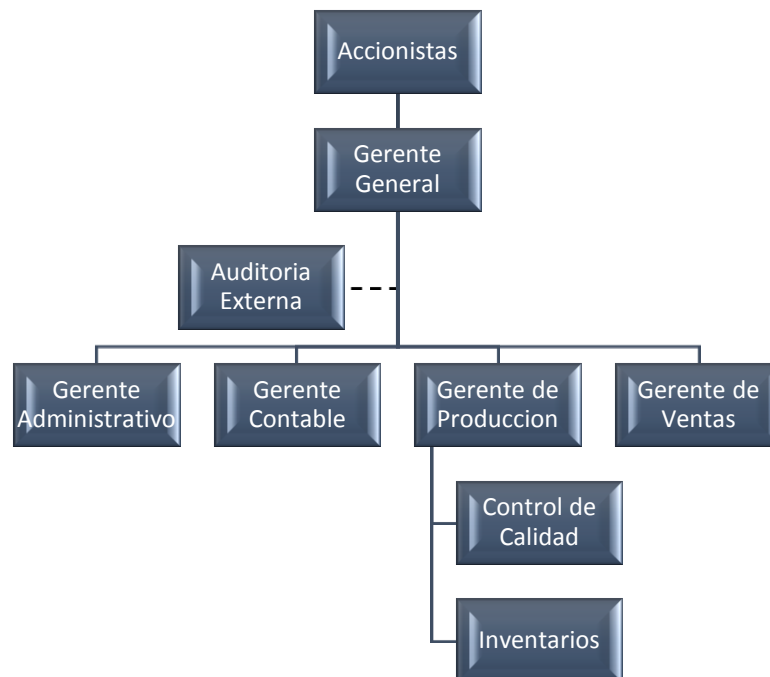 Accionistas
Gerente
General
Auditoria
Externa
Gerente
Administrativo
Gerente
Contable
Gerente de
Produccion
Gerente de
Ventas
Control de
Calidad
Inventarios